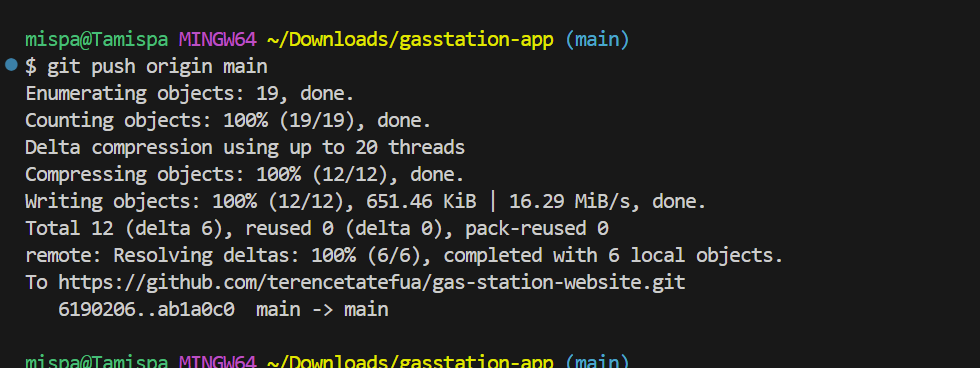 mispa@Tamispa MINGW64 ~/Downloads/gasstation-app (main)
$ git push origin main
Enumerating objects: 19, done.
Counting objects: 100% (19/19), done.
Delta compression using up to 20 threads
Compressing objects: 100% (12/12), done.
Writing objects: 100% (12/12), 651.46 KiB | 16.29 MiB/s, done.
Total 12 (delta 6), reused 0 (delta 0), pack-reused 0
remote: Resolving deltas: 100% (6/6), completed with 6 local objects.
To https://github.com/terencetatefua/gas-station-website.git
   6190206..ab1a0c0  main -> main
mispa@Tamispa MINGW64 ~/Downloads/gasstation-app (main)